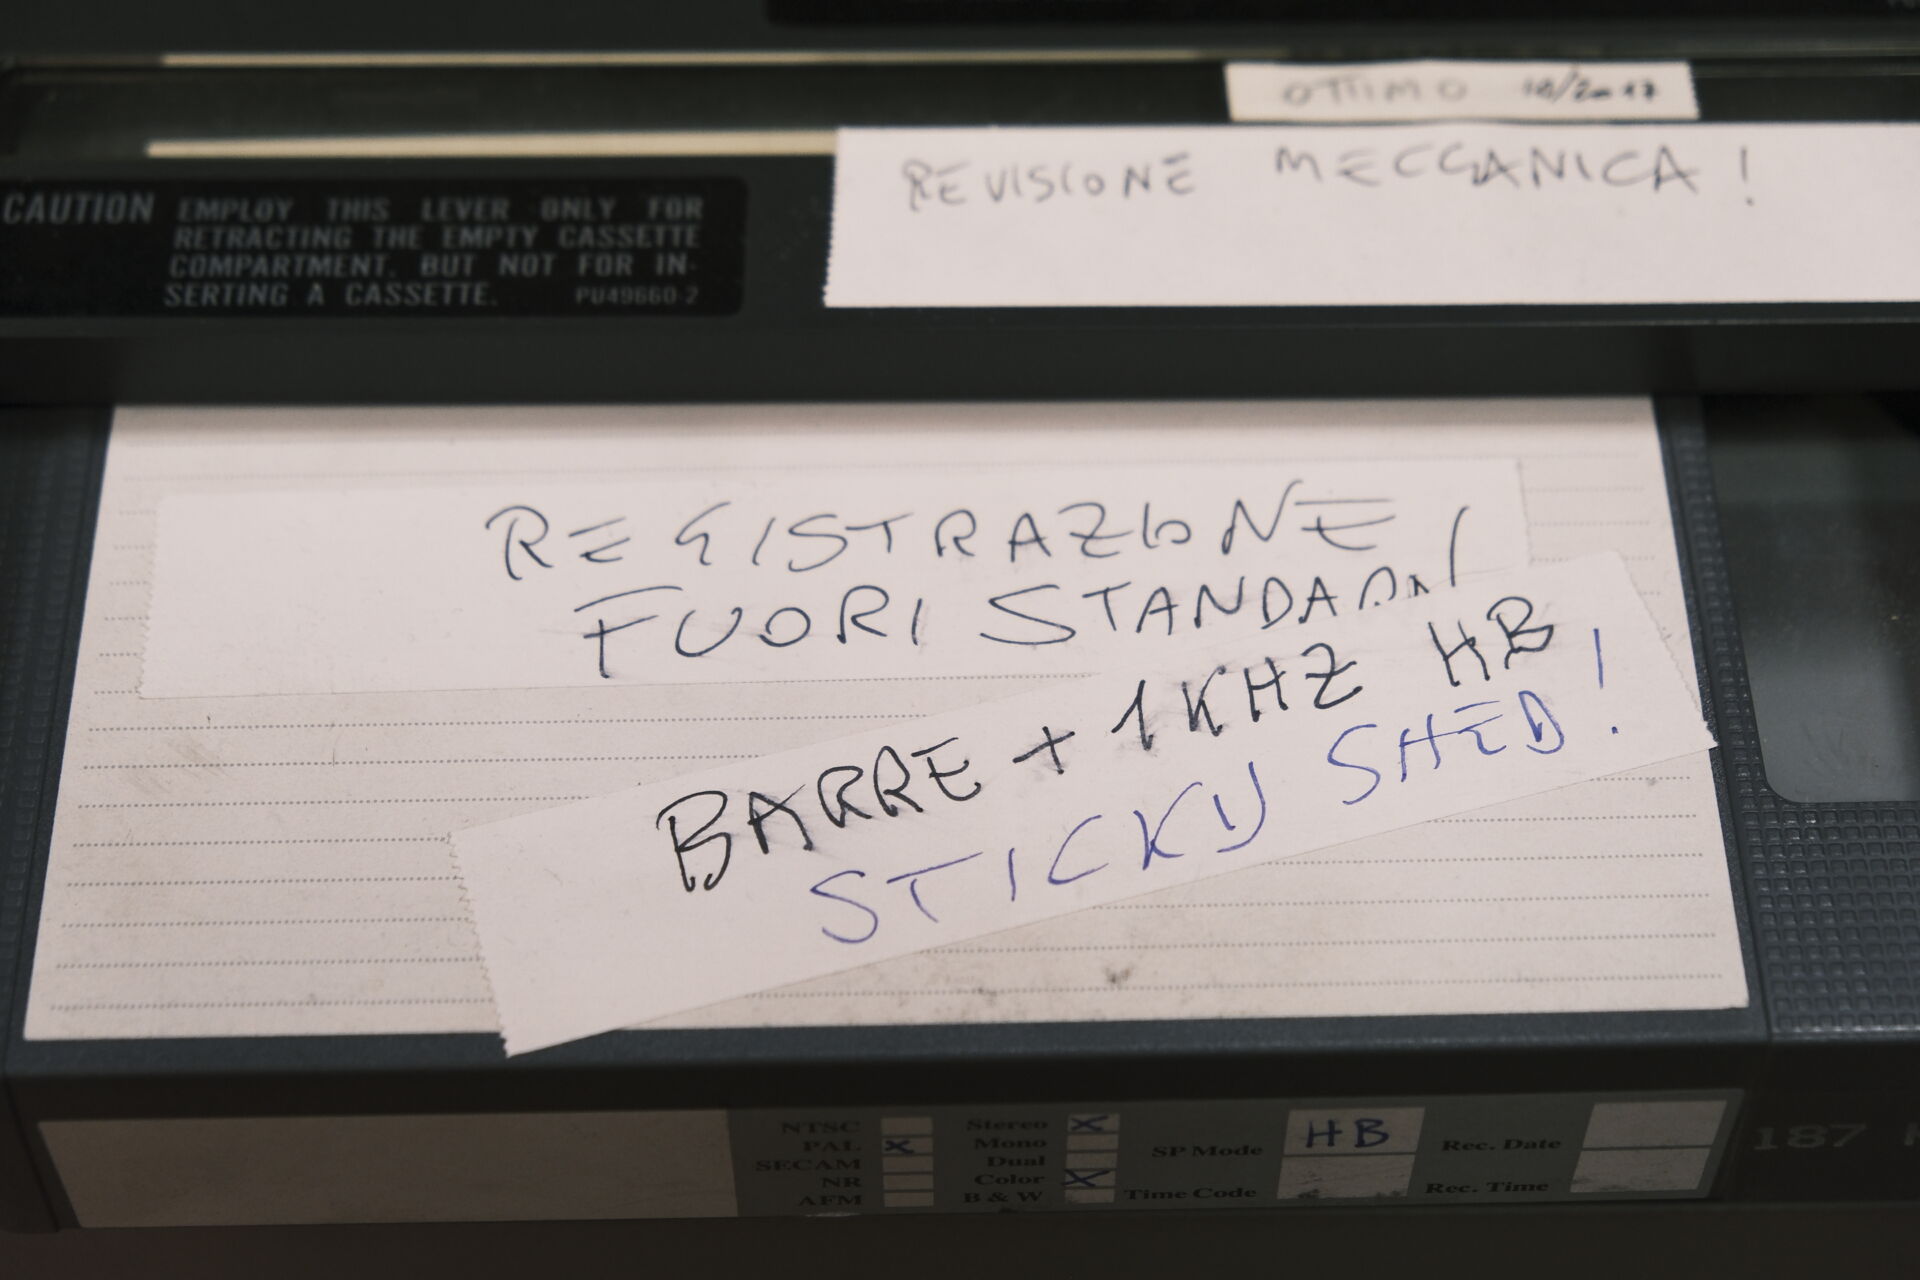 OTTIMO 10/2017
REVISIONE MECCANICA!
CAUTION EMPLOY THIS LEVER ONLY FOR
RETRACTING THE EMPTY CASSETTE
COMPARTMENT. BUT NOT FOR IN-
SERTING A CASSETTE. PU49660-2
REGISTRAZIONE
FUORI STANDARD!
BARRE + 1KHZ HB
STICKY SHED!
NTSC
PAL
SECAM
NR
AFM
Stereo
Mono
Dual
Color
B & W
SP Mode HB
Time Code
Rec. Date
Rec. Time
187